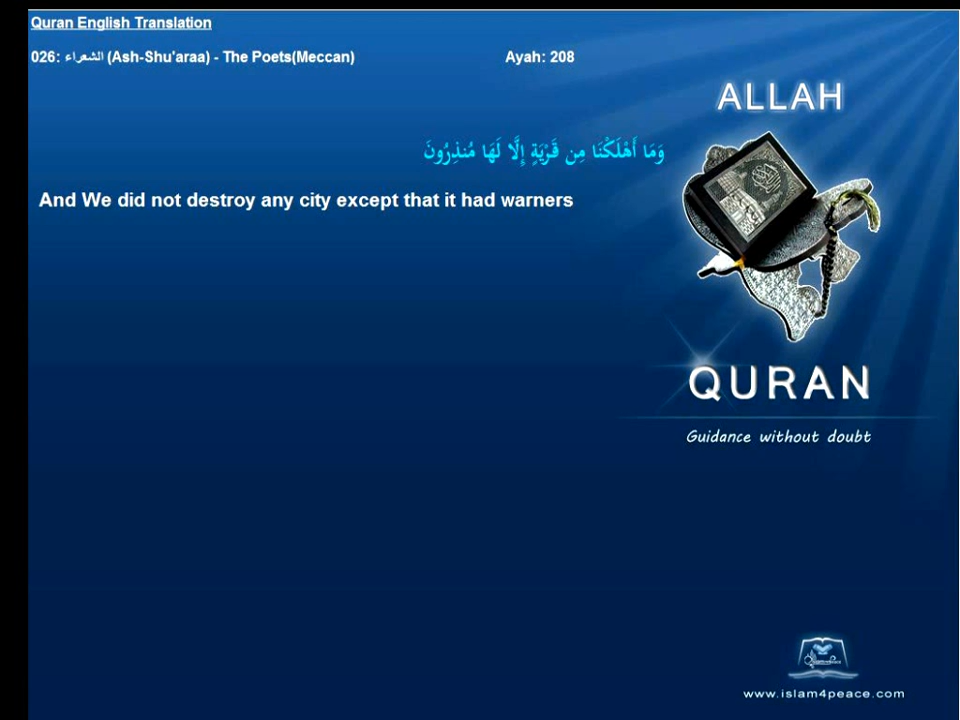 Quran English Translation
026: الشعراء (Ash-Shu'araa) - The Poets(Meccan) Ayah: 208
ALLAH
وَمَا أَهْلَكْنَا مِن قَرْيَةٍ إِلَّا لَهَا مُنذِرُونَ
And We did not destroy any city except that it had warners
QURAN
Guidance without doubt
www.islam4peace.com